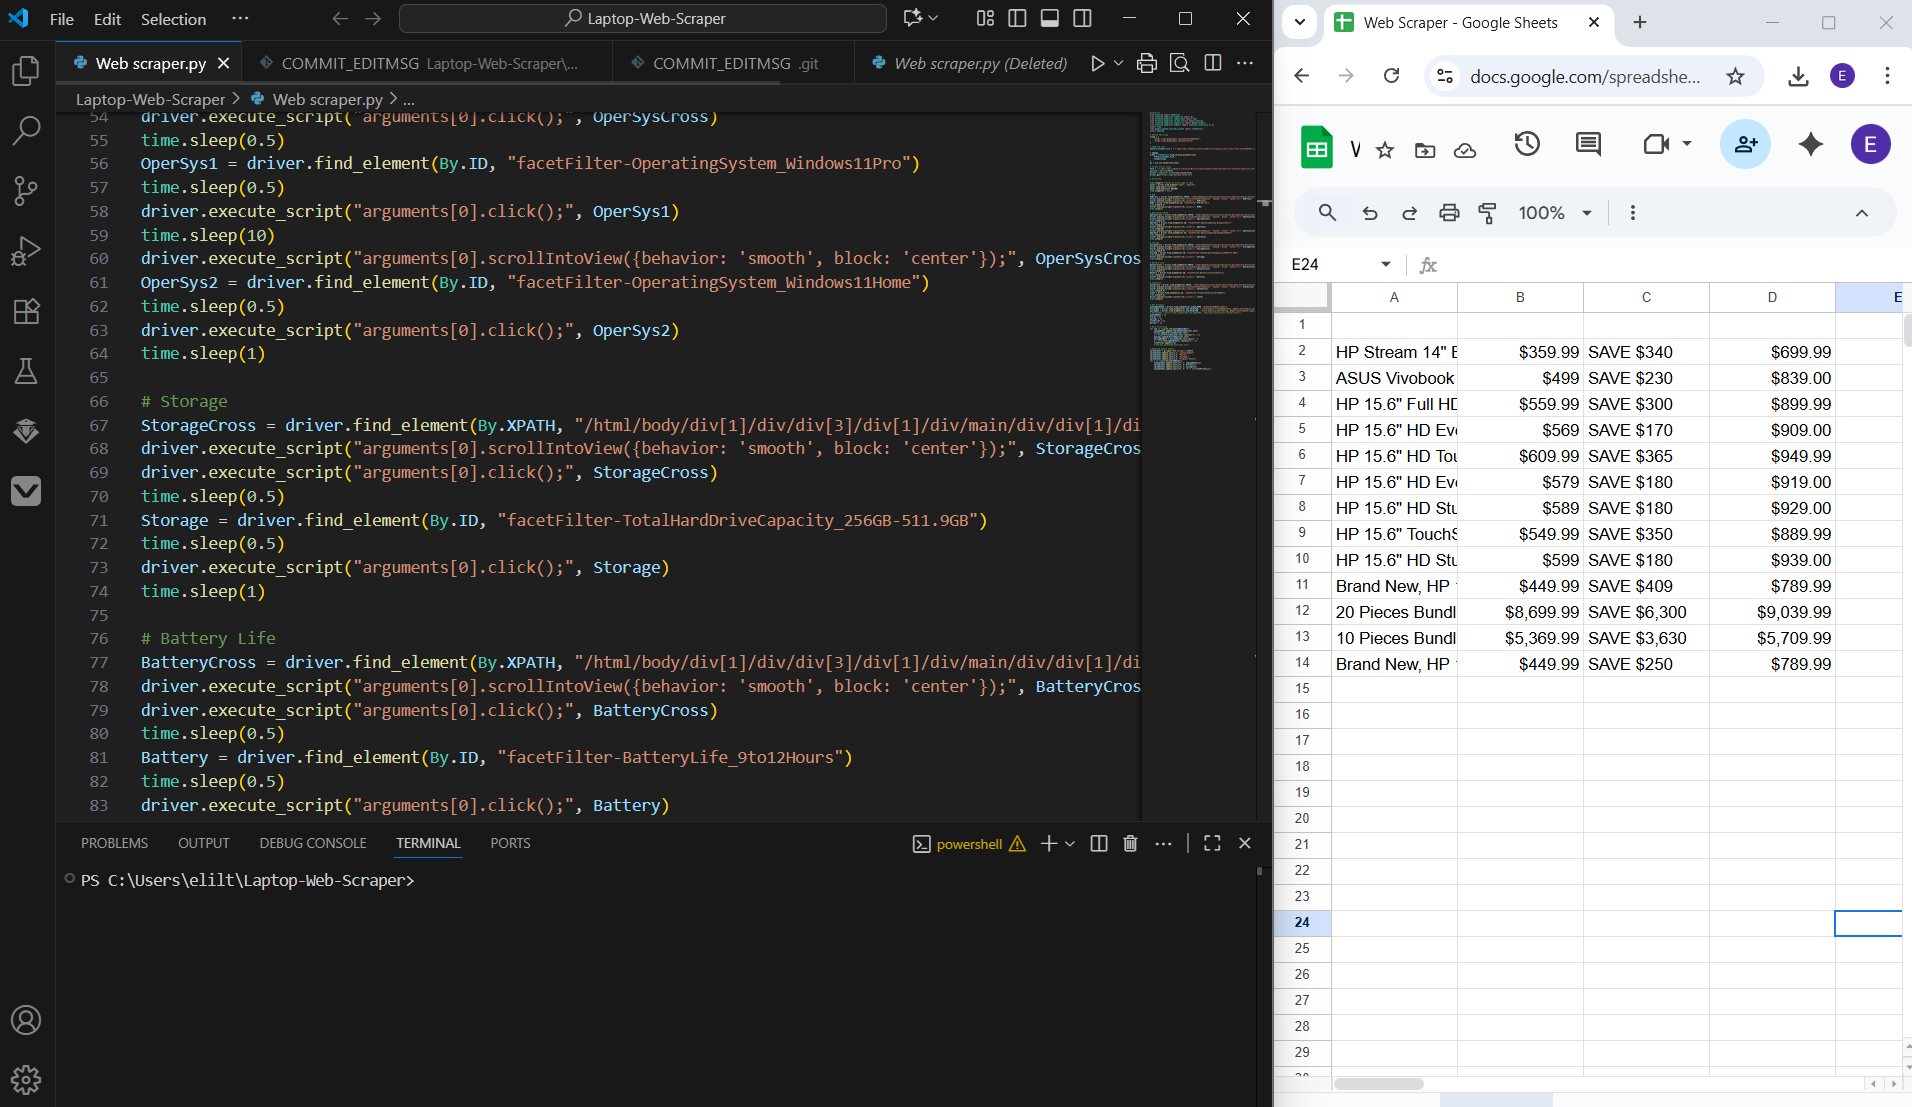 File Edit Selection ···
Laptop-Web-Scraper
Web scraper.py
COMMIT_EDITMSG Laptop-Web-Scraper\...
COMMIT_EDITMSG .git
Web scraper.py (Deleted)
Laptop-Web-Scraper > Web scraper.py > ...
54 driver.execute_script("arguments[0].click();", OperSysCross)
55 time.sleep(0.5)
56 OperSys1 = driver.find_element(By.ID, "facetFilter-OperatingSystem_Windows11Pro")
57 time.sleep(0.5)
58 driver.execute_script("arguments[0].click();", OperSys1)
59 time.sleep(10)
60 driver.execute_script("arguments[0].scrollIntoView({behavior: 'smooth', block: 'center'});", OperSysCros
61 OperSys2 = driver.find_element(By.ID, "facetFilter-OperatingSystem_Windows11Home")
62 time.sleep(0.5)
63 driver.execute_script("arguments[0].click();", OperSys2)
64 time.sleep(1)
65
66 # Storage
67 StorageCross = driver.find_element(By.XPATH, "/html/body/div[1]/div/div[3]/div[1]/div/main/div/div[1]/di
68 driver.execute_script("arguments[0].scrollIntoView({behavior: 'smooth', block: 'center'});", StorageCros
69 driver.execute_script("arguments[0].click();", StorageCross)
70 time.sleep(0.5)
71 Storage = driver.find_element(By.ID, "facetFilter-TotalHardDriveCapacity_256GB-511.9GB")
72 time.sleep(0.5)
73 driver.execute_script("arguments[0].click();", Storage)
74 time.sleep(1)
75
76 # Battery Life
77 BatteryCross = driver.find_element(By.XPATH, "/html/body/div[1]/div/div[3]/div[1]/div/main/div/div[1]/di
78 driver.execute_script("arguments[0].scrollIntoView({behavior: 'smooth', block: 'center'});", BatteryCros
79 driver.execute_script("arguments[0].click();", BatteryCross)
80 time.sleep(0.5)
81 Battery = driver.find_element(By.ID, "facetFilter-BatteryLife_9to12Hours")
82 time.sleep(0.5)
83 driver.execute_script("arguments[0].click();", Battery)
PROBLEMS OUTPUT DEBUG CONSOLE TERMINAL PORTS
powershell
PS C:\Users\elilt\Laptop-Web-Scraper>
Web Scraper - Google Sheets
docs.google.com/spreadshe...
E
E
100%
E24
fx
A B C D E
1
2 HP Stream 14" E $359.99 SAVE $340 $699.99
3 ASUS Vivobook $499 SAVE $230 $839.00
4 HP 15.6" Full HD $559.99 SAVE $300 $899.99
5 HP 15.6" HD Eve $569 SAVE $170 $909.00
6 HP 15.6" HD Tou $609.99 SAVE $365 $949.99
7 HP 15.6" HD Eve $579 SAVE $180 $919.00
8 HP 15.6" HD Stu $589 SAVE $180 $929.00
9 HP 15.6" TouchS $549.99 SAVE $350 $889.99
10 HP 15.6" HD Stu $599 SAVE $180 $939.00
11 Brand New, HP $449.99 SAVE $409 $789.99
12 20 Pieces Bundl $8,699.99 SAVE $6,300 $9,039.99
13 10 Pieces Bundl $5,369.99 SAVE $3,630 $5,709.99
14 Brand New, HP $449.99 SAVE $250 $789.99
15
16
17
18
19
20
21
22
23
24
25
26
27
28
29